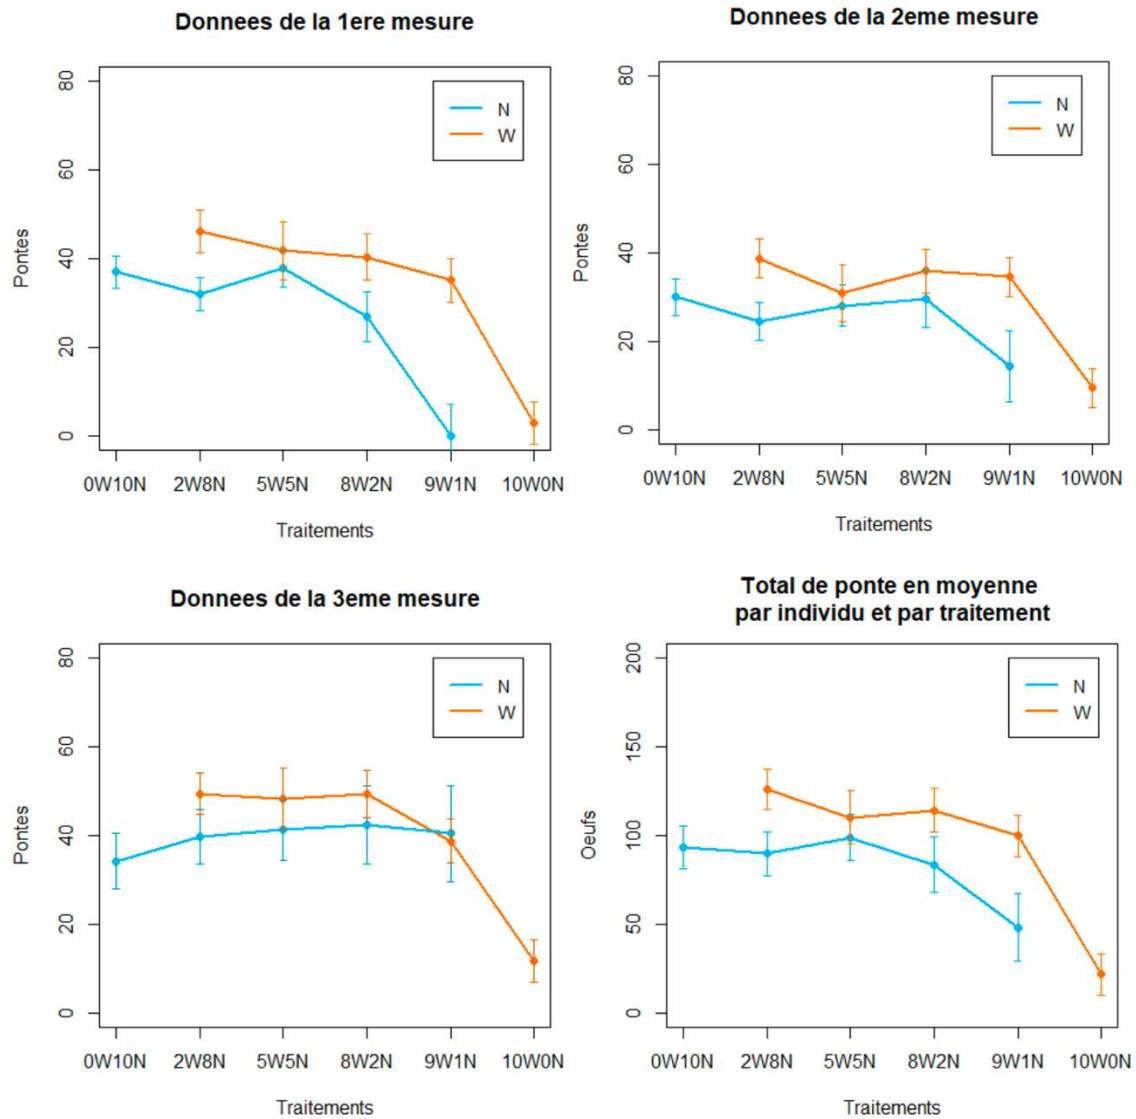 Donnees de la 1ere mesure
Pontes
80
60
40
20
0
N
W
0W10N 2W8N 5W5N 8W2N 9W1N 10W0N
Traitements
Donnees de la 2eme mesure
Pontes
80
60
40
20
0
N
W
0W10N 2W8N 5W5N 8W2N 9W1N 10W0N
Traitements
Donnees de la 3eme mesure
Pontes
80
60
40
20
0
N
W
0W10N 2W8N 5W5N 8W2N 9W1N 10W0N
Traitements
Total de ponte en moyenne
par individu et par traitement
Oeufs
200
150
100
50
0
N
W
0W10N 2W8N 5W5N 8W2N 9W1N 10W0N
Traitements